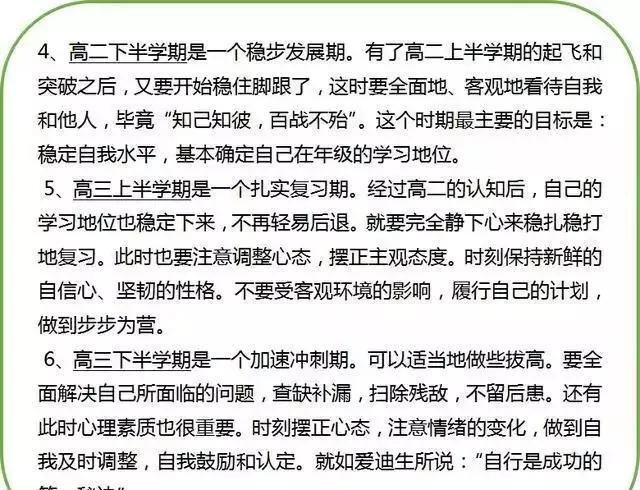 4、高二下半学期是一个稳步发展期。有了高二上半学期的起飞和
突破之后，又要开始稳住脚跟了，这时要全面地、客观地看待自我
和他人，毕竟“知己知彼，百战不殆”。这个时期最主要的目标是：
稳定自我水平，基本确定自己在年级的学习地位。
5、高三上半学期是一个扎实复习期。经过高二的认知后，自己的
学习地位也稳定下来，不再轻易后退。就要完全静下心来稳扎稳打
地复习。此时也要注意调整心态，摆正主观态度。时刻保持新鲜的
自信心、坚韧的性格。不要受客观环境的影响，履行自己的计划，
做到步步为营。
6、高三下半学期是一个加速冲刺期。可以适当地做些拔高。要全
面解决自己所面临的问题，查缺补漏，扫除残敌，不留后患。还有
此时心理素质也很重要。时刻摆正心态，注意情绪的变化，做到自
我及时调整，自我鼓励和认定。就如爱迪生所说：“自行是成功的